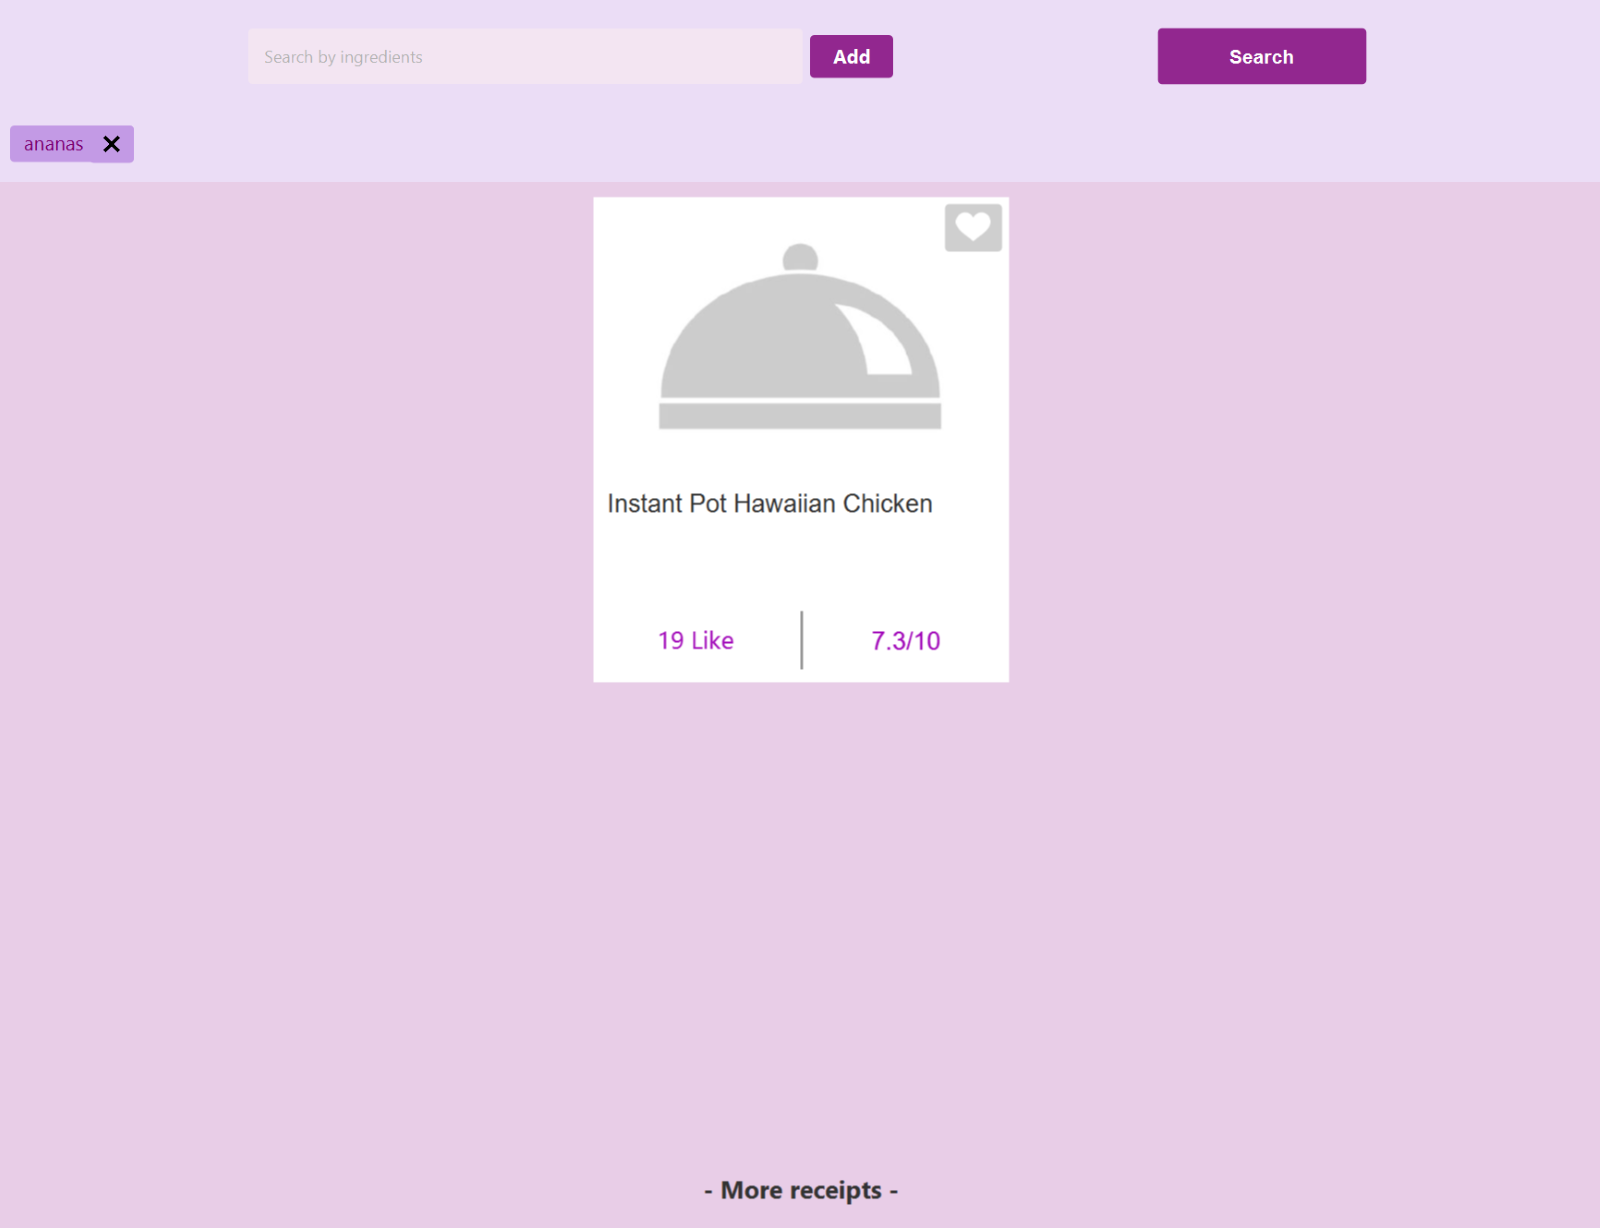 Search by ingredients
Add
Search
ananas
Instant Pot Hawaiian Chicken
19 Like
7.3/10
- More receipts -